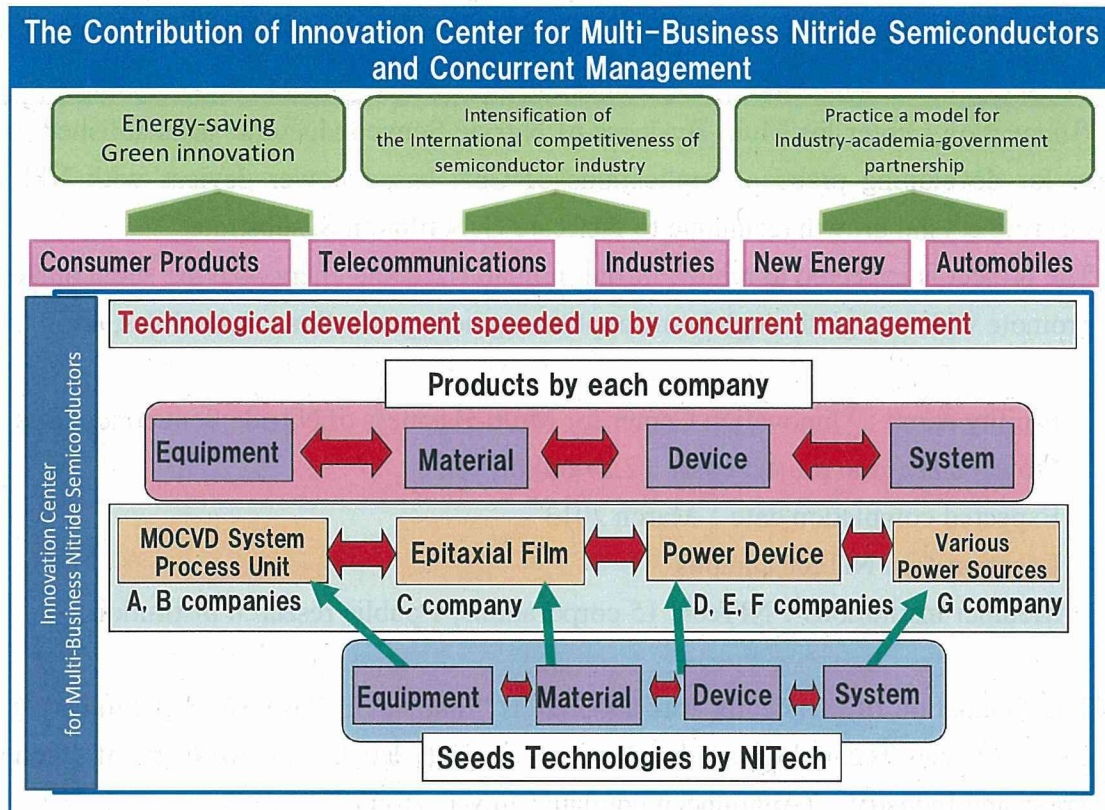 The Contribution of Innovation Center for Multi-Business Nitride Semiconductors
and Concurrent Management
Energy-saving
Green innovation
Intensification of
the International competitiveness of
semiconductor industry
Practice a model for
Industry-academia-government
partnership
Consumer Products
Telecommunications
Industries
New Energy
Automobiles
Innovation Center
for Multi-Business Nitride Semiconductors
Technological development speeded up by concurrent management
Products by each company
Equipment
Material
Device
System
MOCVD System
Process Unit
Epitaxial Film
Power Device
Various
Power Sources
A, B companies
C company
D, E, F companies
G company
Equipment
Material
Device
System
Seeds Technologies by NITech